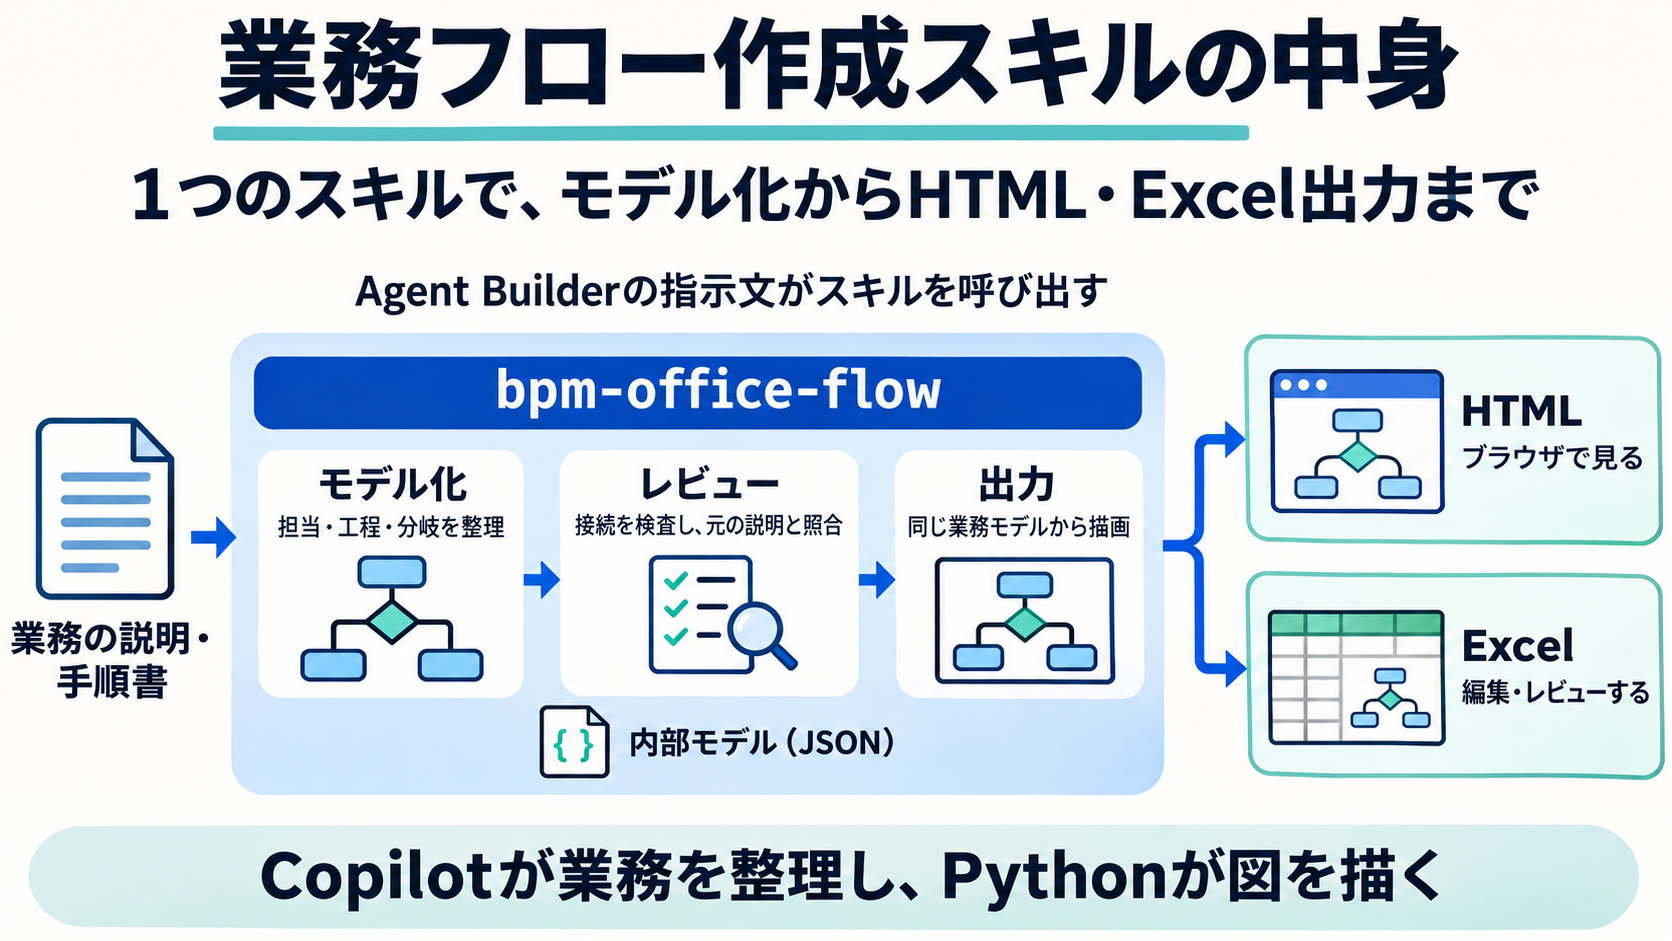 業務フロー作成スキルの中身
1つのスキルで、モデル化からHTML・Excel出力まで
Agent Builderの指示文がスキルを呼び出す
bpm-office-flow
業務の説明・
手順書
モデル化
担当・工程・分岐を整理
レビュー
接続を検査し、元の説明と照合
出力
同じ業務モデルから描画
{ }
内部モデル（JSON）
HTML
ブラウザで見る
Excel
編集・レビューする
Copilotが業務を整理し、Pythonが図を描く